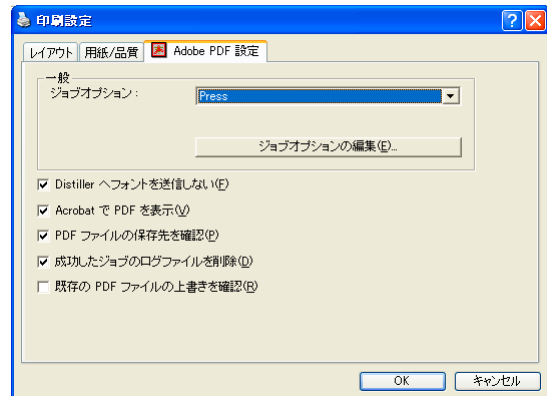 印刷設定
レイアウト 用紙/品質 Adobe PDF 設定
一般
ジョブオプション: Press
ジョブオプションの編集(E)...
Distiller へフォントを送信しない(F)
Acrobat で PDF を表示(V)
PDF ファイルの保存先を確認(P)
成功したジョブのログファイルを削除(D)
既存の PDF ファイルの上書きを確認(R)
OK キャンセル